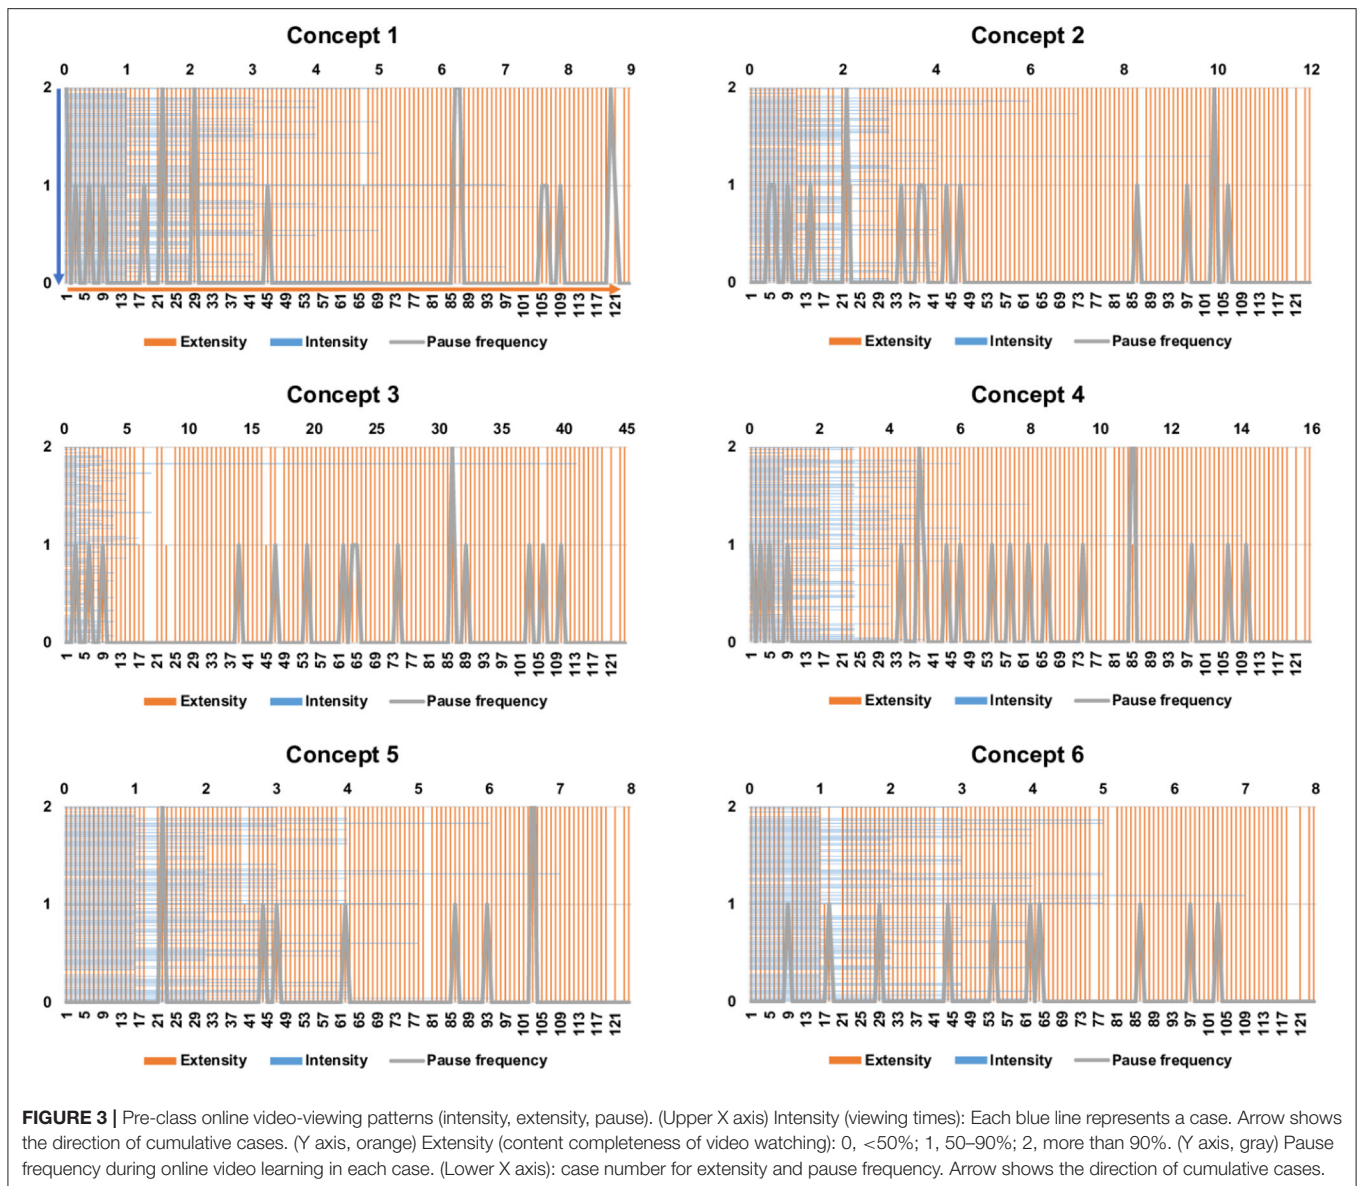 Concept 1
0 1 2 3 4 5 6 7 8 9
2
1
0
1 5 9 13 17 21 25 29 33 37 41 45 49 53 57 61 65 69 73 77 81 85 89 93 97 101 105 109 113 117 121
Extensity Intensity Pause frequency
Concept 2
0 2 4 6 8 10 12
2
1
0
1 5 9 13 17 21 25 29 33 37 41 45 49 53 57 61 65 69 73 77 81 85 89 93 97 101 105 109 113 117 121
Extensity Intensity Pause frequency
Concept 3
0 5 10 15 20 25 30 35 40 45
2
1
0
1 5 9 13 17 21 25 29 33 37 41 45 49 53 57 61 65 69 73 77 81 85 89 93 97 101 105 109 113 117 121
Extensity Intensity Pause frequency
Concept 4
0 2 4 6 8 10 12 14 16
2
1
0
1 5 9 13 17 21 25 29 33 37 41 45 49 53 57 61 65 69 73 77 81 85 89 93 97 101 105 109 113 117 121
Extensity Intensity Pause frequency
Concept 5
0 1 2 3 4 5 6 7 8
2
1
0
1 5 9 13 17 21 25 29 33 37 41 45 49 53 57 61 65 69 73 77 81 85 89 93 97 101 105 109 113 117 121
Extensity Intensity Pause frequency
Concept 6
0 1 2 3 4 5 6 7 8
2
1
0
1 5 9 13 17 21 25 29 33 37 41 45 49 53 57 61 65 69 73 77 81 85 89 93 97 101 105 109 113 117 121
Extensity Intensity Pause frequency
FIGURE 3 | Pre-class online video-viewing patterns (intensity, extensity, pause). (Upper X axis) Intensity (viewing times): Each blue line represents a case. Arrow shows
the direction of cumulative cases. (Y axis, orange) Extensity (content completeness of video watching): 0, <50%; 1, 50–90%; 2, more than 90%. (Y axis, gray) Pause
frequency during online video learning in each case. (Lower X axis): case number for extensity and pause frequency. Arrow shows the direction of cumulative cases.